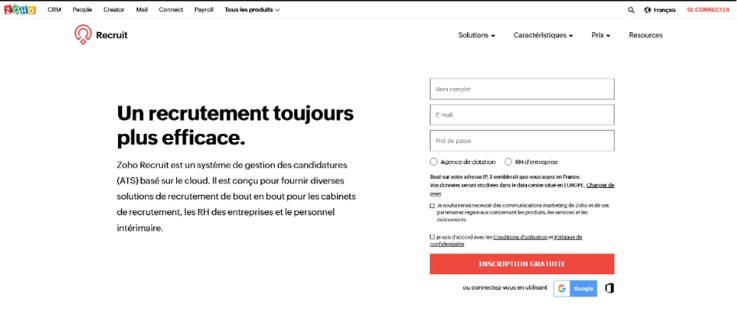 ZOHO CRM People Creator Mail Connect Payroll Tous les produits Français SE CONNECTER
Recruit Solutions Caractéristiques Prix Resources
Nom complet
E-mail
Mot de passe
Agence de dotation RH d'entreprise
Un recrutement toujours
plus efficace.
Zoho Recruit est un système de gestion des candidatures
(ATS) basé sur le cloud. Il est conçu pour fournir diverses
solutions de recrutement de bout en bout pour les cabinets
de recrutement, les RH des entreprises et le personnel
intérimaire.
Basé sur votre adresse IP, il semblerait que vous soyez en France.
Vos données seront stockées dans le data center situé en EUROPE. Changer de
pays
Je souhaiterais recevoir des communications marketing de Zoho et de ses
partenaires regionaux concernant les produits, les services et les
événements.
je suis d'accord avec les Conditions d'utilisation et Politique de
confidentialité.
INSCRIPTION GRATUITE
ou connectez-vous en utilisant Google